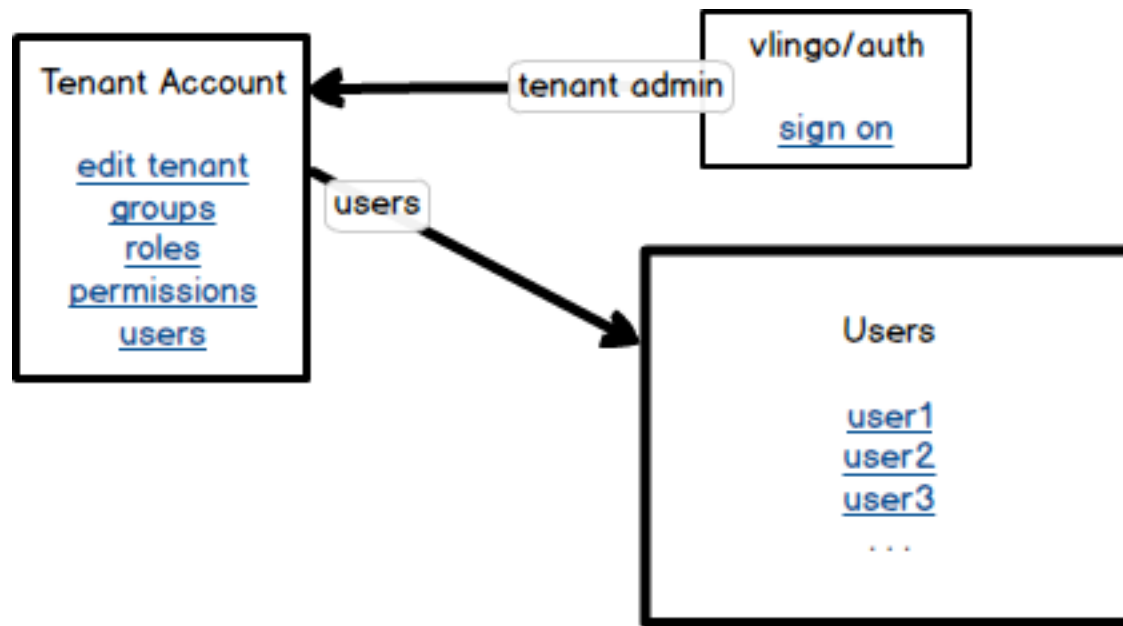 Tenant Account
edit tenant
groups
roles
permissions
users
tenant admin
vlingo/auth
sign on
users
Users
user1
user2
user3
...